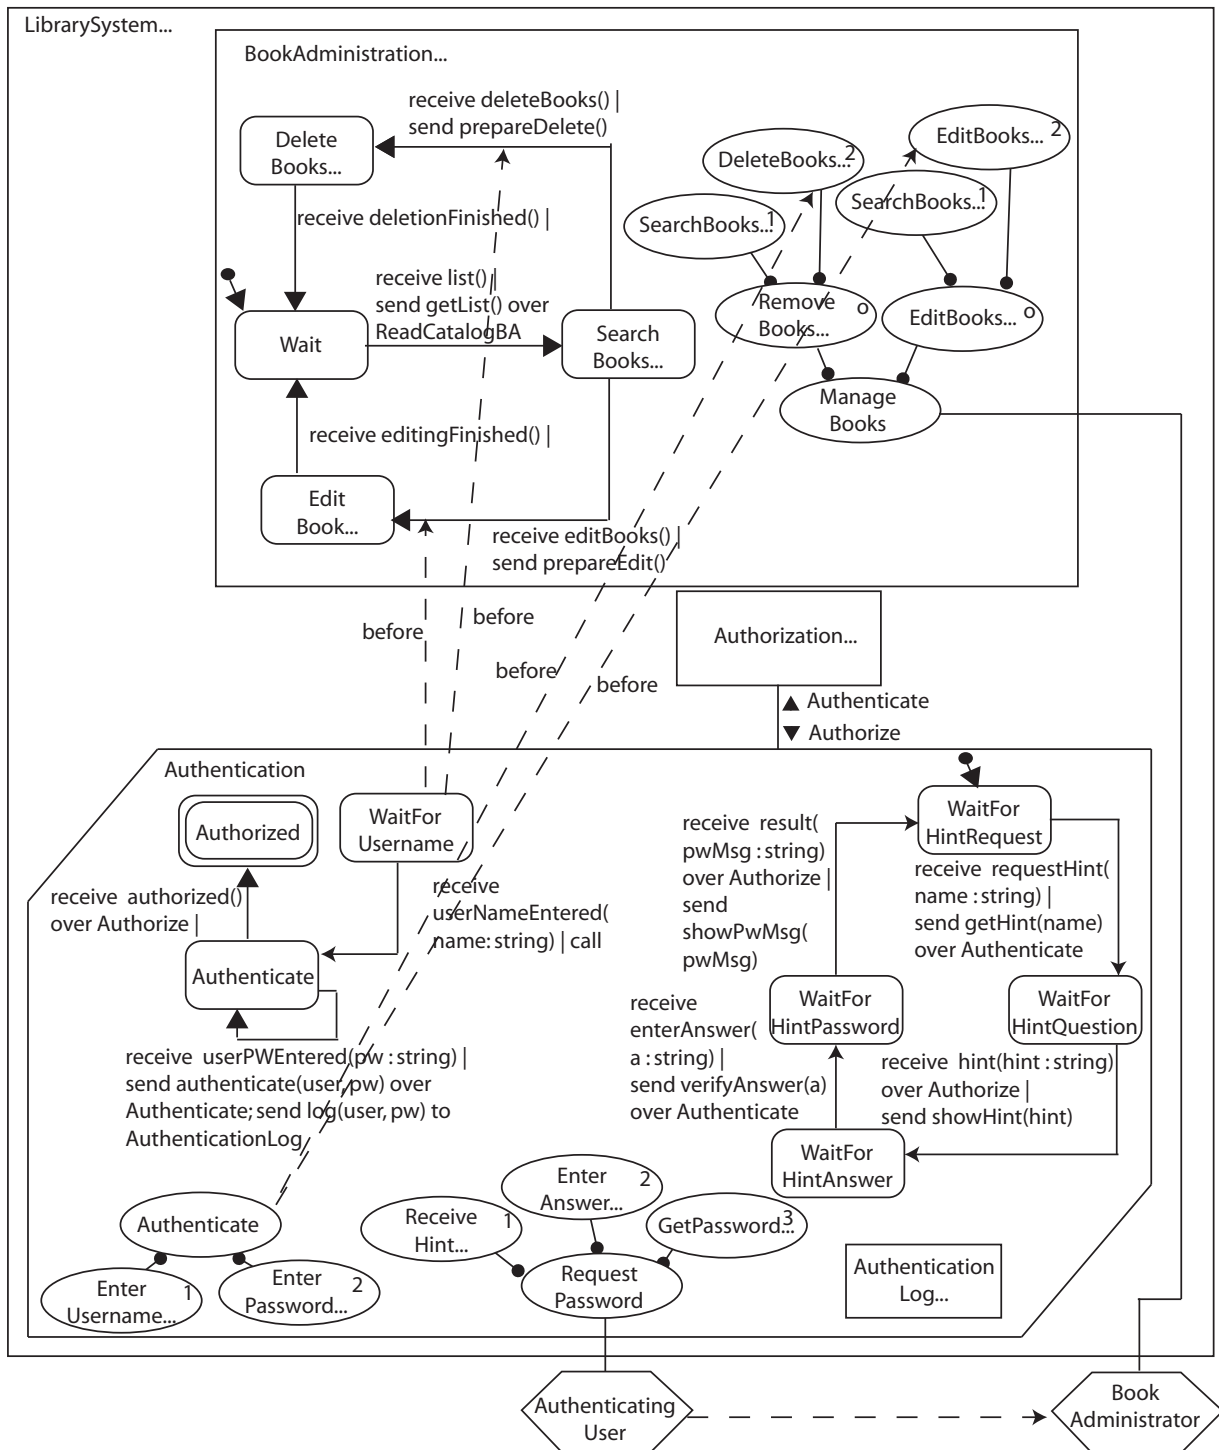 LibrarySystem...
BookAdministration...
receive deleteBooks() |
send prepareDelete()
Delete
Books...
receive deletionFinished() |
receive list() |
send getList() over
ReadCatalogBA
Wait
Search
Books...
receive editingFinished() |
Edit
Book...
receive editBooks() |
send prepareEdit()
DeleteBooks...
2
EditBooks...
2
SearchBooks...
1
SearchBooks...
1
Remove
Books...
o
EditBooks...
o
Manage
Books
before
before
before
before
Authorization...
Authenticate
Authorize
Authentication
Authorized
WaitFor
Username
receive authorized()
over Authorize |
receive
userNameEntered(
name: string) | call
Authenticate
receive userPWEntered(pw : string) |
send authenticate(user, pw) over
Authenticate; send log(user, pw) to
AuthenticationLog
receive result(
pwMsg : string)
over Authorize |
send
showPwMsg(
pwMsg)
WaitFor
HintRequest
receive requestHint(
name : string) |
send getHint(name)
over Authenticate
WaitFor
HintPassword
WaitFor
HintQuestion
receive
enterAnswer(
a : string) |
send verifyAnswer(a)
over Authenticate
receive hint(hint : string)
over Authorize |
send showHint(hint)
WaitFor
HintAnswer
Authenticate
Enter
Username...
1
Enter
Password...
2
Receive
Hint...
1
Enter
Answer...
2
GetPassword...
3
Request
Password
Authentication
Log...
Authenticating
User
Book
Administrator